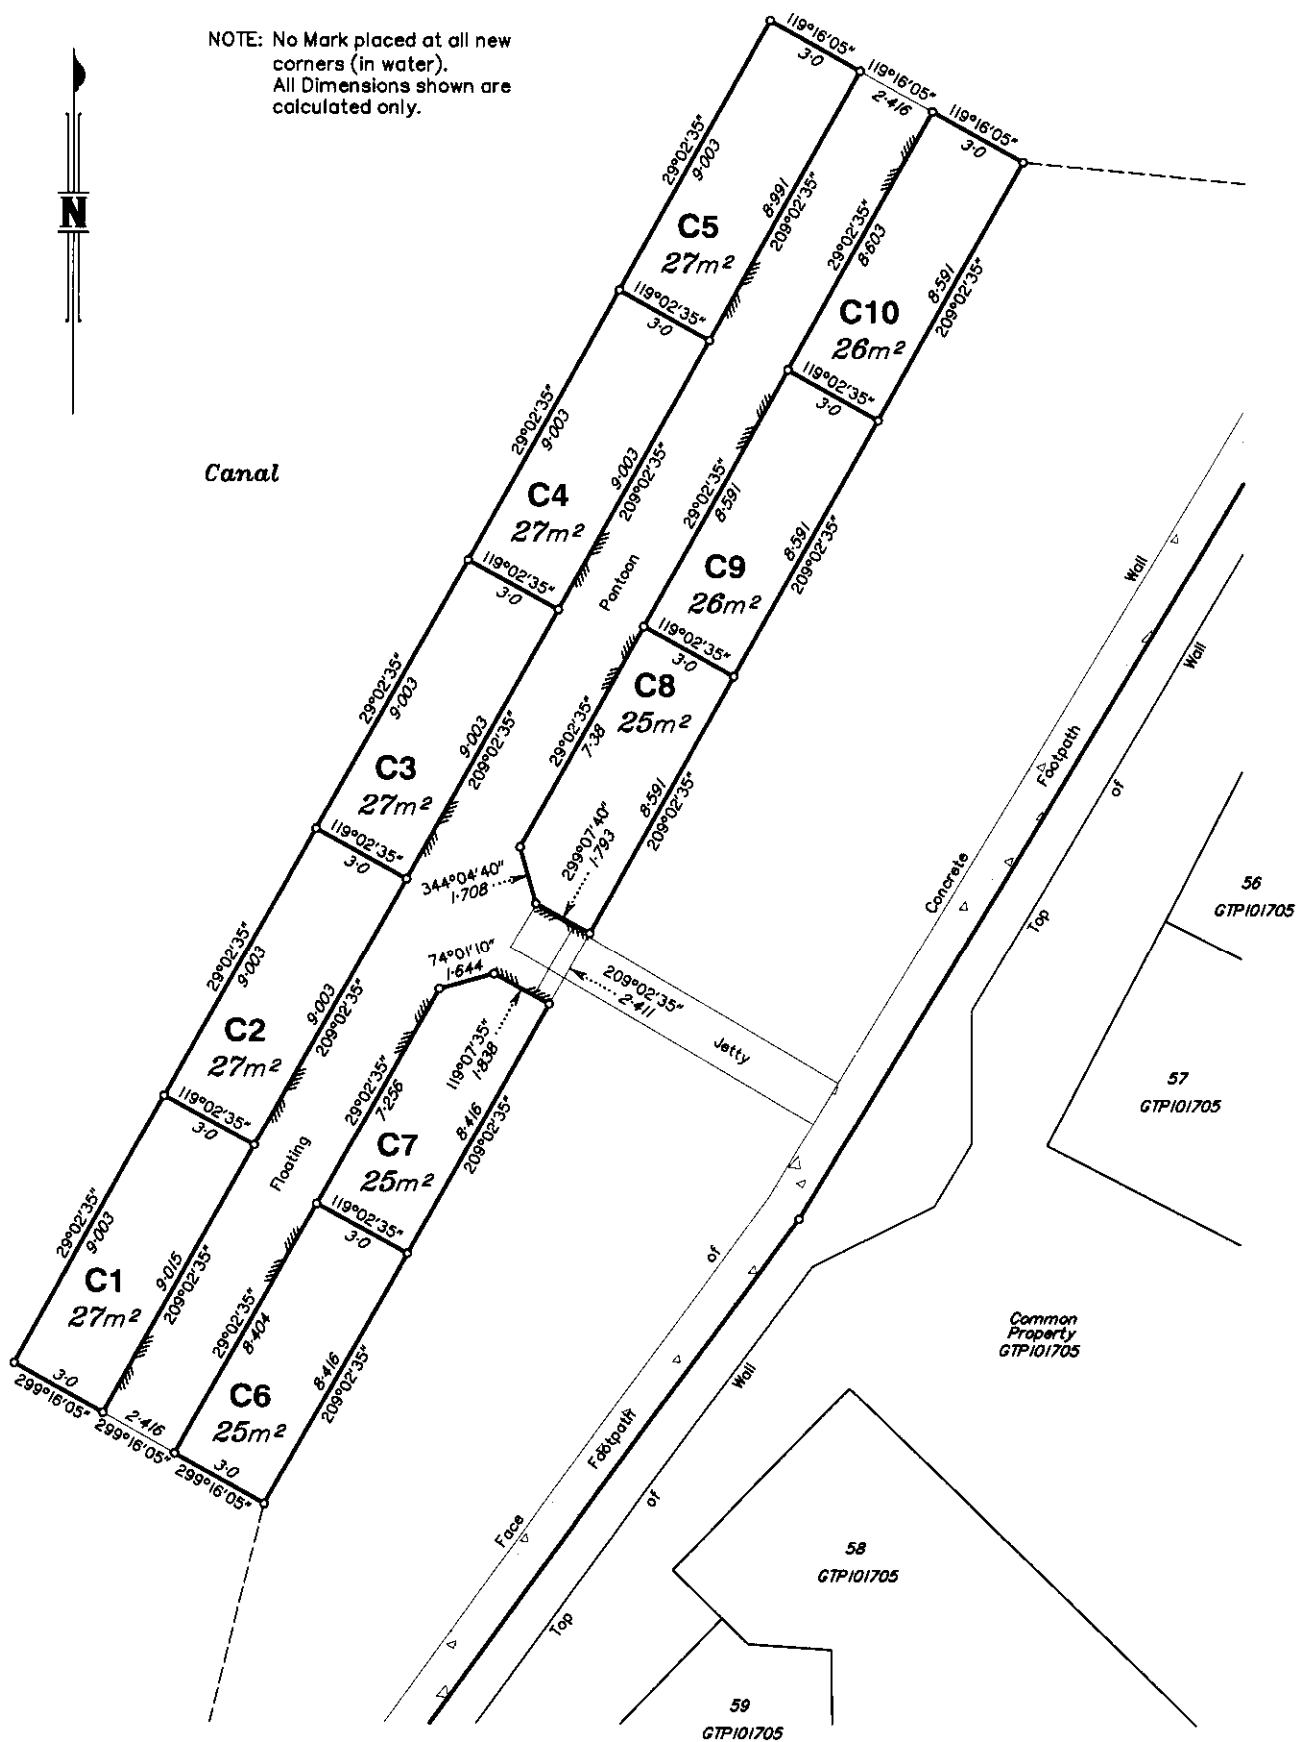 NOTE: No Mark placed at all new
corners (in water).
All Dimensions shown are
calculated only.
N
Canal
119°16'05"
3·0
119°16'05"
2·416
119°16'05"
3·0
29°02'35"
9·003
C5
27m²
8·991
209°02'35"
29°02'35"
8·603
C10
26m²
8·591
209°02'35"
119°02'35"
3·0
119°02'35"
3·0
29°02'35"
9·003
C4
27m²
9·003
209°02'35"
Pontoon
29°02'35"
8·591
C9
26m²
8·591
209°02'35"
119°02'35"
3·0
119°02'35"
3·0
29°02'35"
9·003
C3
27m²
9·003
209°02'35"
29°02'35"
7·38
C8
25m²
8·591
209°02'35"
119°02'35"
3·0
344°04'40"
1·708
299°07'40"
1·793
29°02'35"
9·003
C2
27m²
9·003
209°02'35"
74°01'10"
1·644
119°07'35"
1·838
209°02'35"
2·411
Jetty
29°02'35"
7·256
C7
25m²
8·416
209°02'35"
119°02'35"
3·0
Floating
119°02'35"
3·0
29°02'35"
9·003
C1
27m²
9·015
209°02'35"
29°02'35"
8·404
C6
25m²
8·416
209°02'35"
3·0
299°16'05"
2·416
299°16'05"
3·0
299°16'05"
Wall
Footpath
Concrete
of
Footpath
Face
Wall
of
Top
Wall
of
Top
56
GTP101705
57
GTP101705
Common
Property
GTP101705
58
GTP101705
59
GTP101705